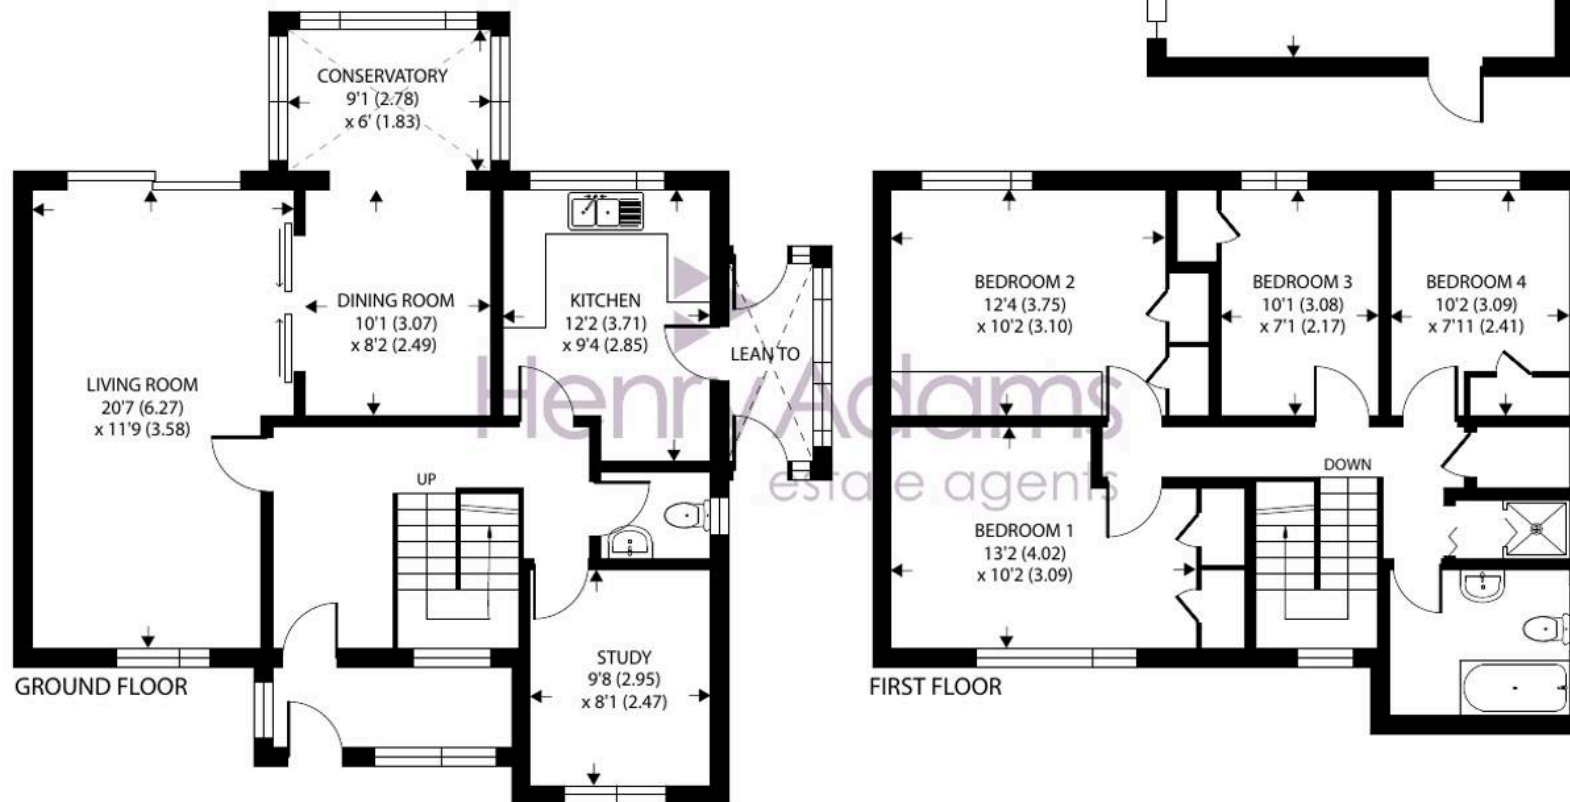 CONSERVATORY
9'1 (2.78)
x 6' (1.83)
DINING ROOM
10'1 (3.07)
x 8'2 (2.49)
KITCHEN
12'2 (3.71)
x 9'4 (2.85)
LEAN TO
LIVING ROOM
20'7 (6.27)
x 11'9 (3.58)
UP
STUDY
9'8 (2.95)
x 8'1 (2.47)
GROUND FLOOR
BEDROOM 2
12'4 (3.75)
x 10'2 (3.10)
BEDROOM 3
10'1 (3.08)
x 7'1 (2.17)
BEDROOM 4
10'2 (3.09)
x 7'11 (2.41)
DOWN
BEDROOM 1
13'2 (4.02)
x 10'2 (3.09)
FIRST FLOOR
Henry Adams
estate agents